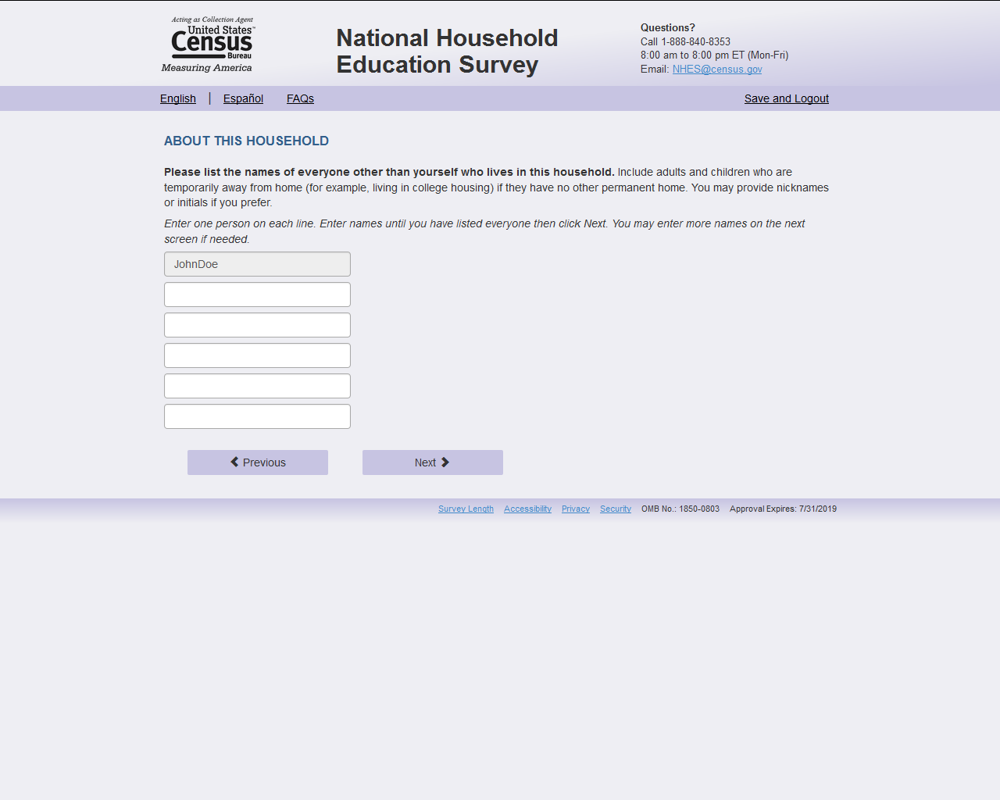 Acting as Collection Agent
United States™
Census
Bureau
Measuring America
National Household
Education Survey
Questions?
Call 1-888-840-8353
8:00 am to 8:00 pm ET (Mon-Fri)
Email: NHES@census.gov
English | Español FAQs Save and Logout
ABOUT THIS HOUSEHOLD
Please list the names of everyone other than yourself who lives in this household. Include adults and children who are
temporarily away from home (for example, living in college housing) if they have no other permanent home. You may provide nicknames
or initials if you prefer.
Enter one person on each line. Enter names until you have listed everyone then click Next. You may enter more names on the next
screen if needed.
JohnDoe
Previous Next
Survey Length Accessibility Privacy Security OMB No.: 1850-0803 Approval Expires: 7/31/2019